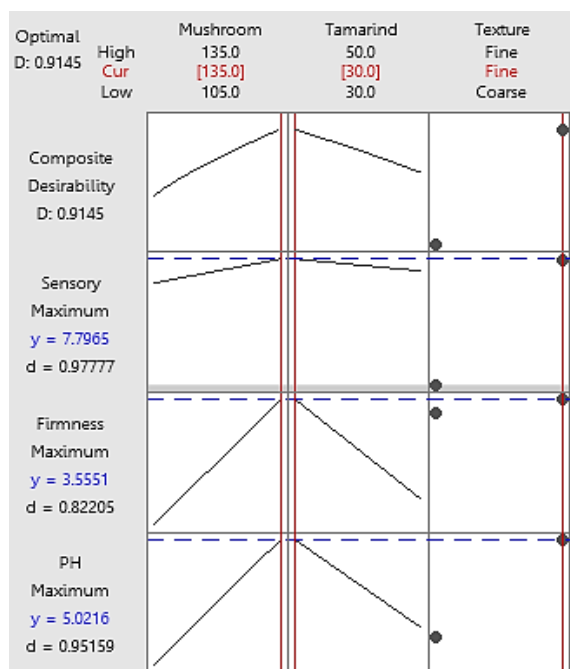 Optimal
D: 0.9145
High
Cur
Low
Mushroom
135.0
[135.0]
105.0
Tamarind
50.0
[30.0]
30.0
Texture
Fine
Fine
Coarse
Composite
Desirability
D: 0.9145
Sensory
Maximum
y = 7.7965
d = 0.97777
Firmness
Maximum
y = 3.5551
d = 0.82205
PH
Maximum
y = 5.0216
d = 0.95159